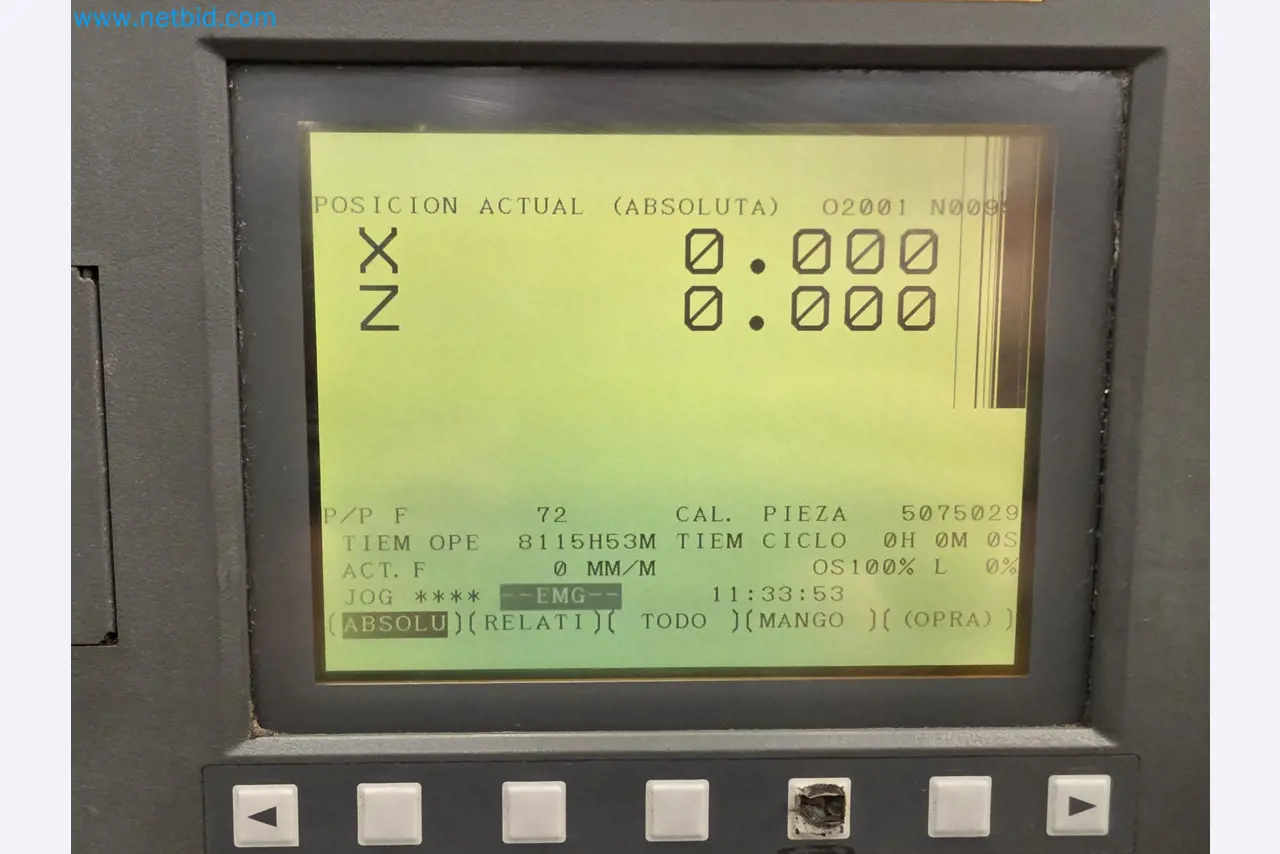 www.netbid.com
POSICION ACTUAL (ABSOLUTA) O2001
X 0.000
Z 0.000
P/P F 72 CAL. PIEZA 5075029
TIEM OPE 8115H53M TIEM CICLO 0H 0M 0S
ACT. F 0 MM/M OS100% L 0%
JOG **** --EMG-- 11:33:53
(ABSOLU)(RELATI)( TODO )(MANGO )( (OPRA) )